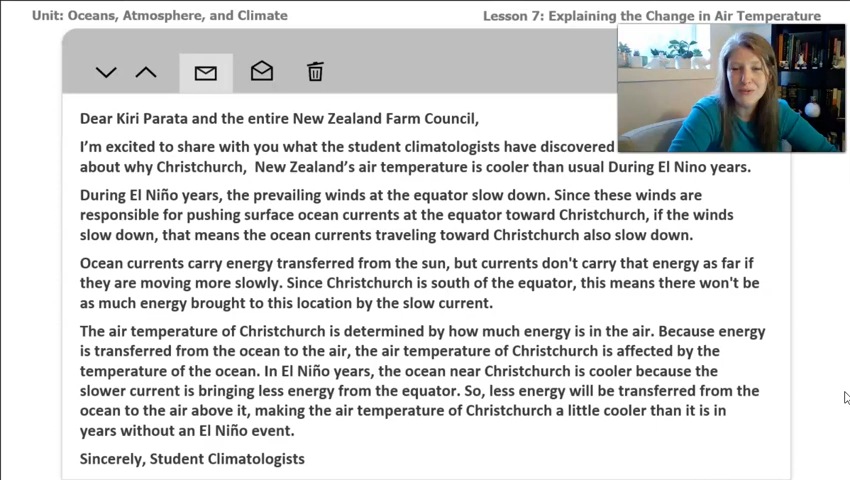 Unit: Oceans, Atmosphere, and Climate
Lesson 7: Explaining the Change in Air Temperature
Dear Kiri Parata and the entire New Zealand Farm Council,
I'm excited to share with you what the student climatologists have discovered
about why Christchurch,  New Zealand's air temperature is cooler than usual During El Nino years.
During El Niño years, the prevailing winds at the equator slow down. Since these winds are
responsible for pushing surface ocean currents at the equator toward Christchurch, if the winds
slow down, that means the ocean currents traveling toward Christchurch also slow down.
Ocean currents carry energy transferred from the sun, but currents don't carry that energy as far if
they are moving more slowly. Since Christchurch is south of the equator, this means there won't be
as much energy brought to this location by the slow current.
The air temperature of Christchurch is determined by how much energy is in the air. Because energy
is transferred from the ocean to the air, the air temperature of Christchurch is affected by the
temperature of the ocean. In El Niño years, the ocean near Christchurch is cooler because the
slower current is bringing less energy from the equator. So, less energy will be transferred from the
ocean to the air above it, making the air temperature of Christchurch a little cooler than it is in
years without an El Niño event.
Sincerely, Student Climatologists